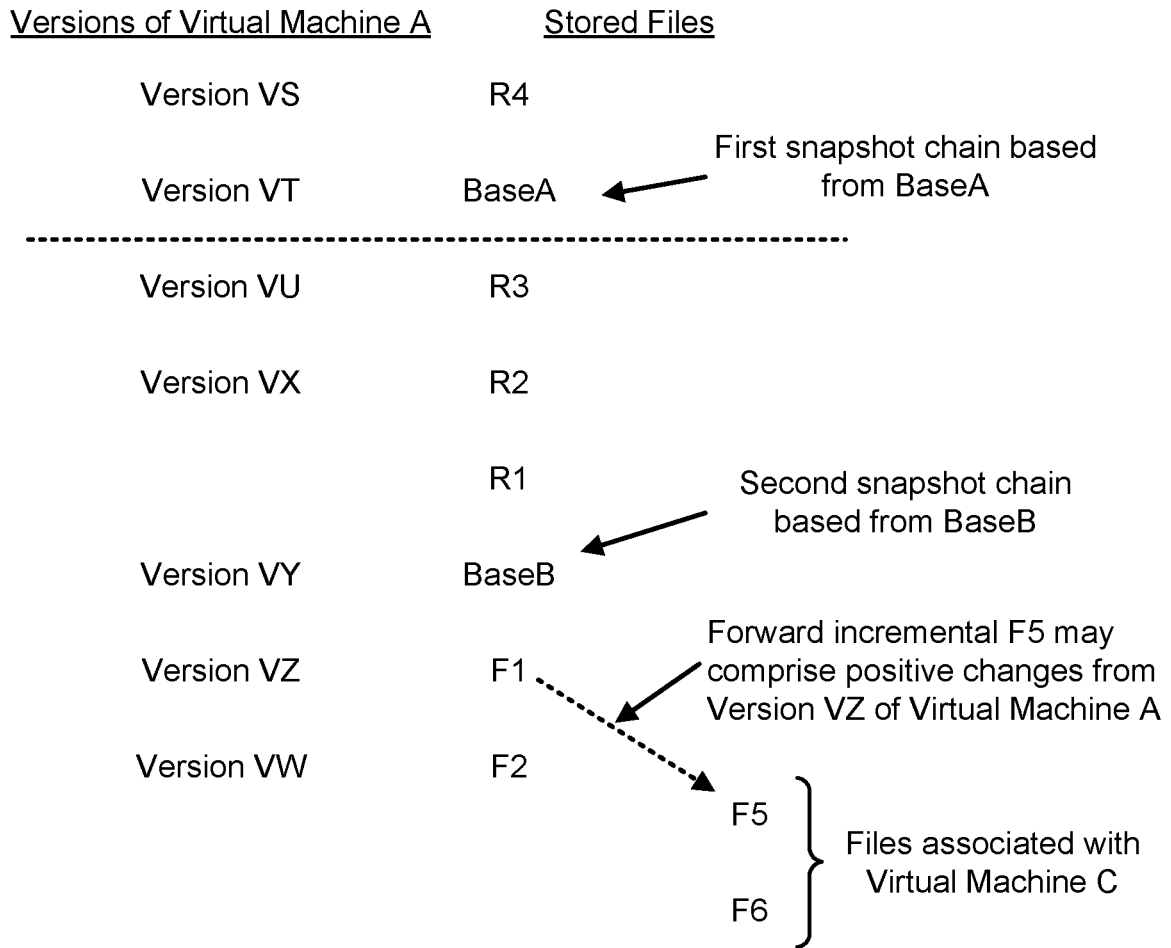 Versions of Virtual Machine A Stored Files
Version VS R4
First snapshot chain based
from BaseA
Version VT BaseA
Version VU R3
Version VX R2
R1
Second snapshot chain
based from BaseB
Version VY BaseB
Version VZ F1
Forward incremental F5 may
comprise positive changes from
Version VZ of Virtual Machine A
Version VW F2
F5
F6
Files associated with
Virtual Machine C